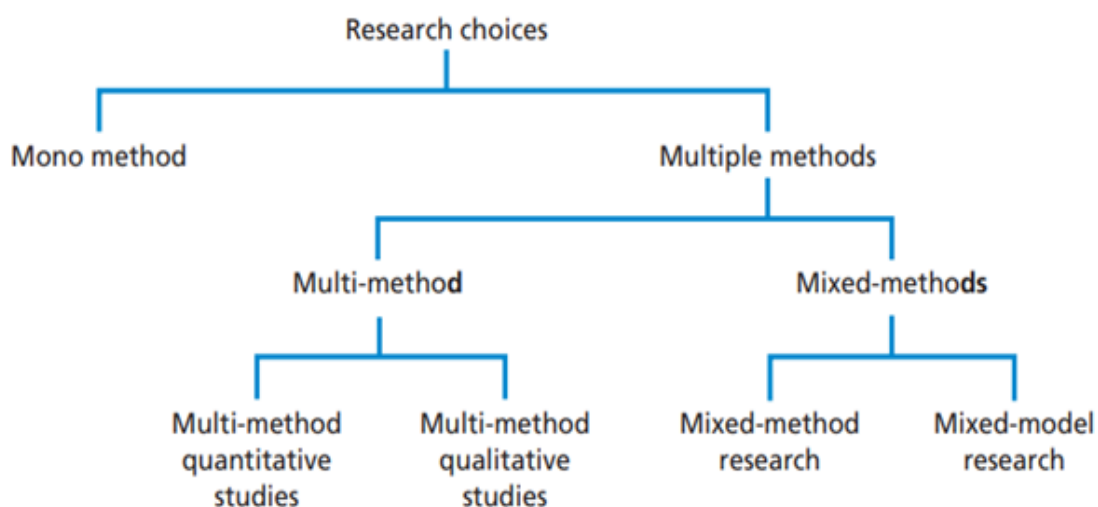 Research choices
Mono method
Multiple methods
Multi-method
Mixed-methods
Multi-method
quantitative
studies
Multi-method
qualitative
studies
Mixed-method
research
Mixed-model
research